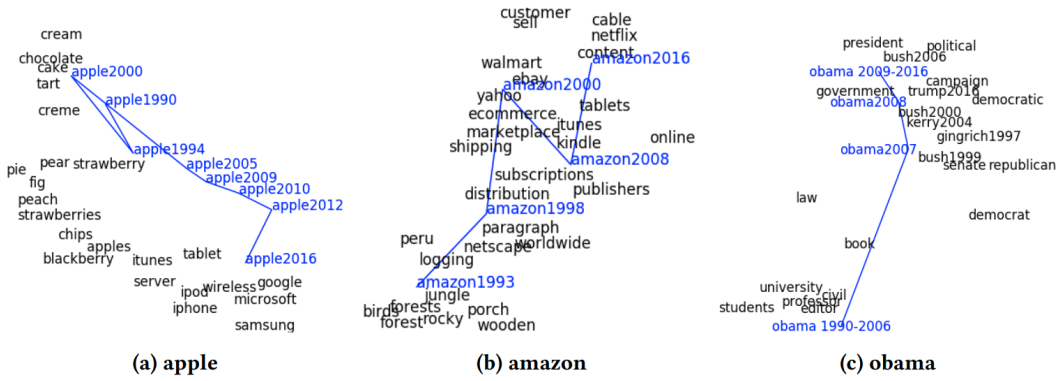 cream
chocolate
cake
apple2000
tart
apple1990
creme
apple1994
pear strawberry
apple2005
pie
apple2009
fig
apple2010
peach
apple2012
strawberries
chips
apples
tablet
blackberry
itunes
apple2016
server
wireless
google
ipod
microsoft
iphone
samsung
(a) apple
customer
sell
cable
netflix
content
amazon2016
walmart
ebay
amazon2000
yahoo
tablets
ecommerce
itunes
marketplace
online
kindle
shipping
amazon2008
subscriptions
publishers
distribution
amazon1998
paragraph
peru
netscape
worldwide
logging
amazon1993
jungle
forests
birds
porch
rocky
forest
wooden
(b) amazon
president
political
bush2006
obama 2009-2016
campaign
government
trump2016
obama2008
democratic
bush2000
kerry2004
gingrich1997
obama2007
bush1999
senate republican
law
democrat
book
university
civil
professor
students
editor
obama 1990-2006
(c) obama